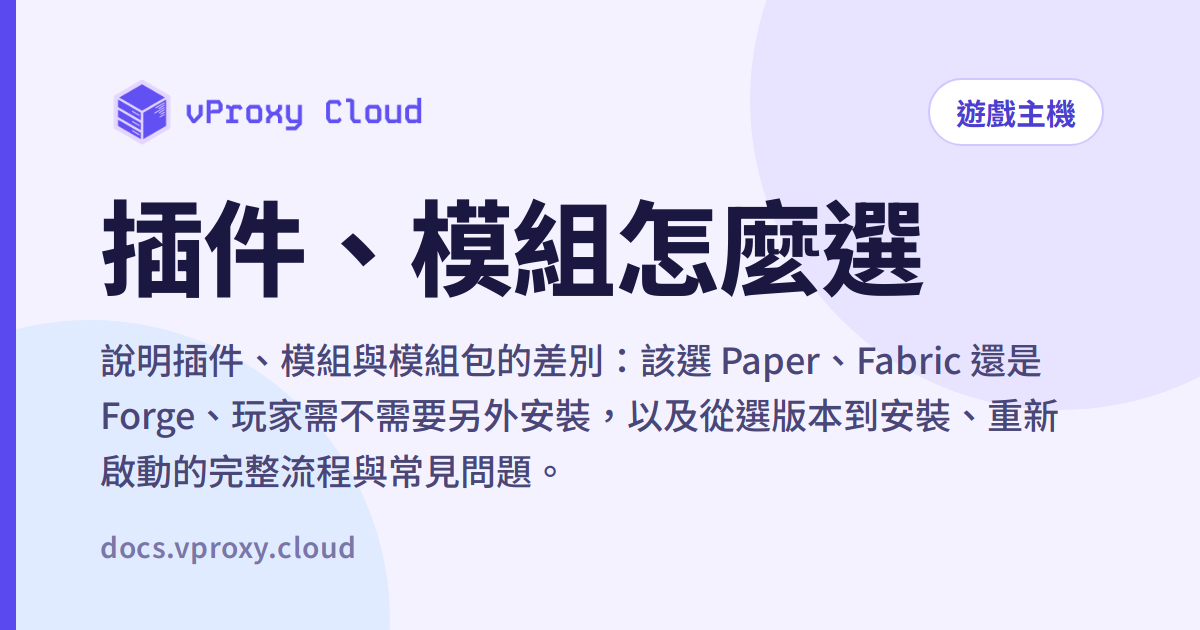 vProxy Cloud
遊戲主機
插件、模組怎麼選
說明插件、模組與模組包的差別：該選 Paper、Fabric 還是
Forge、玩家需不需要另外安裝，以及從選版本到安裝、重新
啟動的完整流程與常見問題。
docs.vproxy.cloud